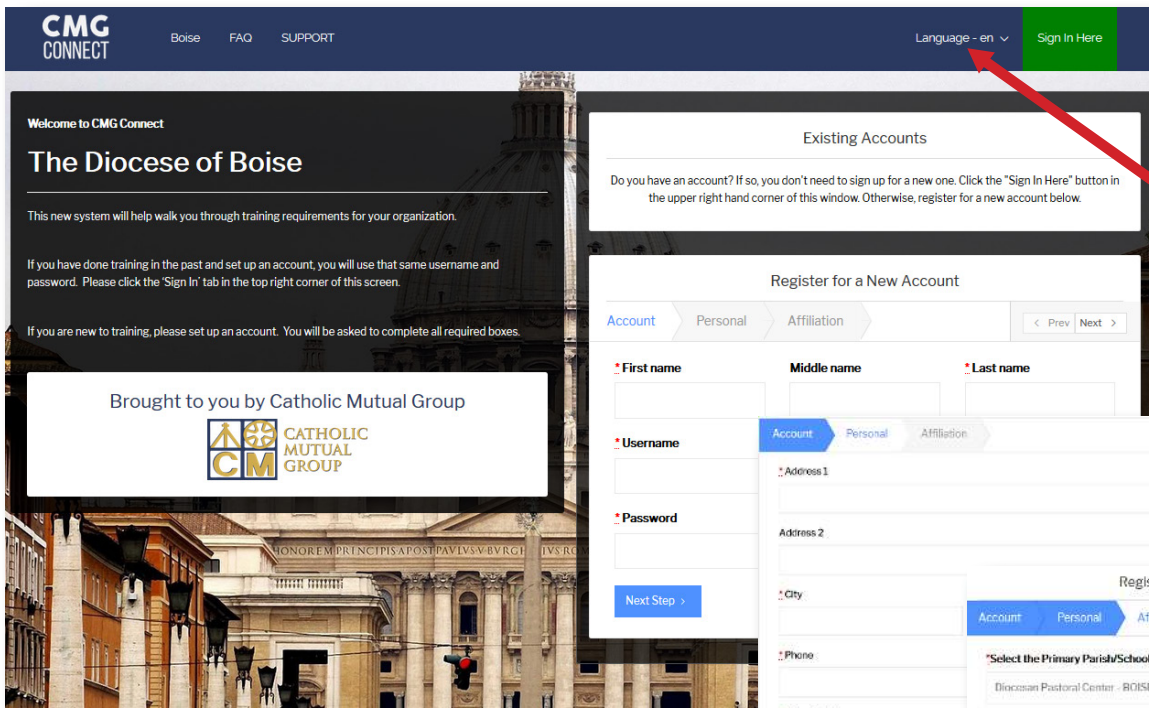 CMG
CONNECT
Boise FAQ SUPPORT
Language - en
Sign In Here
Welcome to CMG Connect
The Diocese of Boise
This new system will help walk you through training requirements for your organization.
If you have done training in the past and set up an account, you will use that same username and
password. Please click the 'Sign In' tab in the top right corner of this screen.
If you are new to training, please set up an account. You will be asked to complete all required boxes.
Brought to you by Catholic Mutual Group
CM
CATHOLIC
MUTUAL
GROUP
Existing Accounts
Do you have an account? If so, you don't need to sign up for a new one. Click the "Sign In Here" button in
the upper right hand corner of this window. Otherwise, register for a new account below.
Register for a New Account
Account Personal Affiliation
< Prev Next >
* First name Middle name * Last name
* Username
* Password
Next Step >
Account Personal Affiliation
* Address 1
Address 2
* City
* Phone
Regis
Account Personal Af
*Select the Primary Parish/School
Diocesan Pastoral Center - BOIS
HONOREM PRINCIPIS APOST PAVLVS V BVRGH